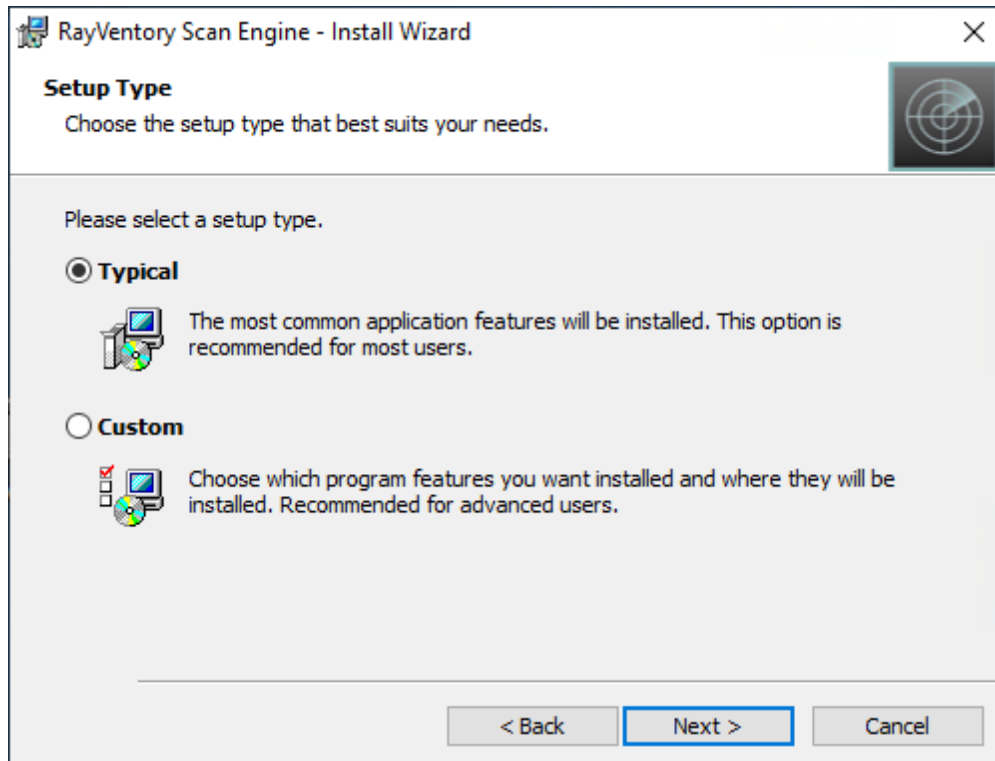 RayVentory Scan Engine - Install Wizard
Setup Type
Choose the setup type that best suits your needs.
Please select a setup type.
Typical
The most common application features will be installed. This option is
recommended for most users.
Custom
Choose which program features you want installed and where they will be
installed. Recommended for advanced users.
< Back
Next >
Cancel